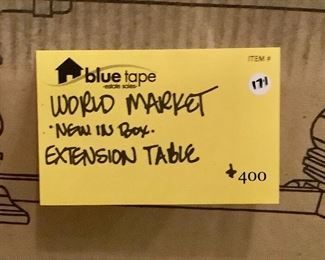 blue tape
-estate sales-
ITEM #
171
WORLD MARKET
"NEW IN BOX"
EXTENSION TABLE
$400